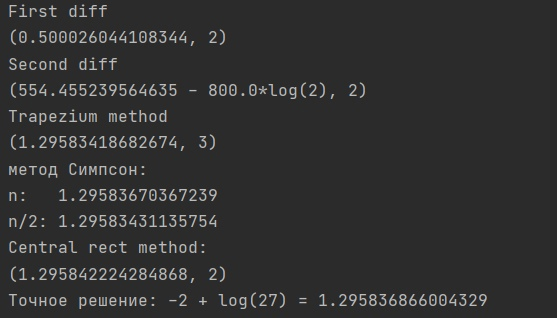 First diff
(0.500026044108344, 2)
Second diff
(554.455239564635 - 800.0*log(2), 2)
Trapezium method
(1.29583418682674, 3)
метод Симпсон:
n:   1.29583670367239
n/2: 1.29583431135754
Central rect method:
(1.295842224284868, 2)
Точное решение: -2 + log(27) = 1.295836866004329